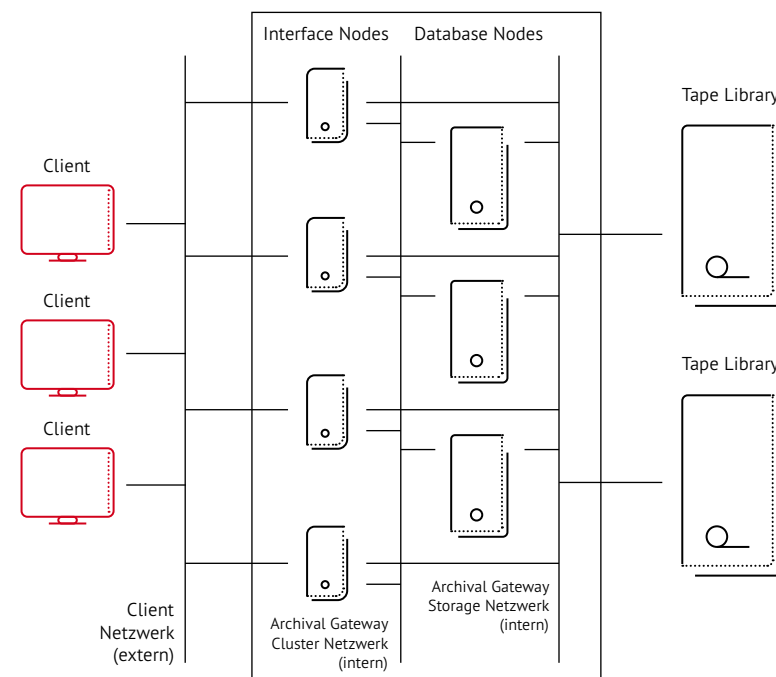 Interface Nodes
Database Nodes
Tape Library
Client
Client
Tape Library
Client
Client
Netzwerk
(extern)
Archival Gateway
Cluster Netzwerk
(intern)
Archival Gateway
Storage Netzwerk
(intern)